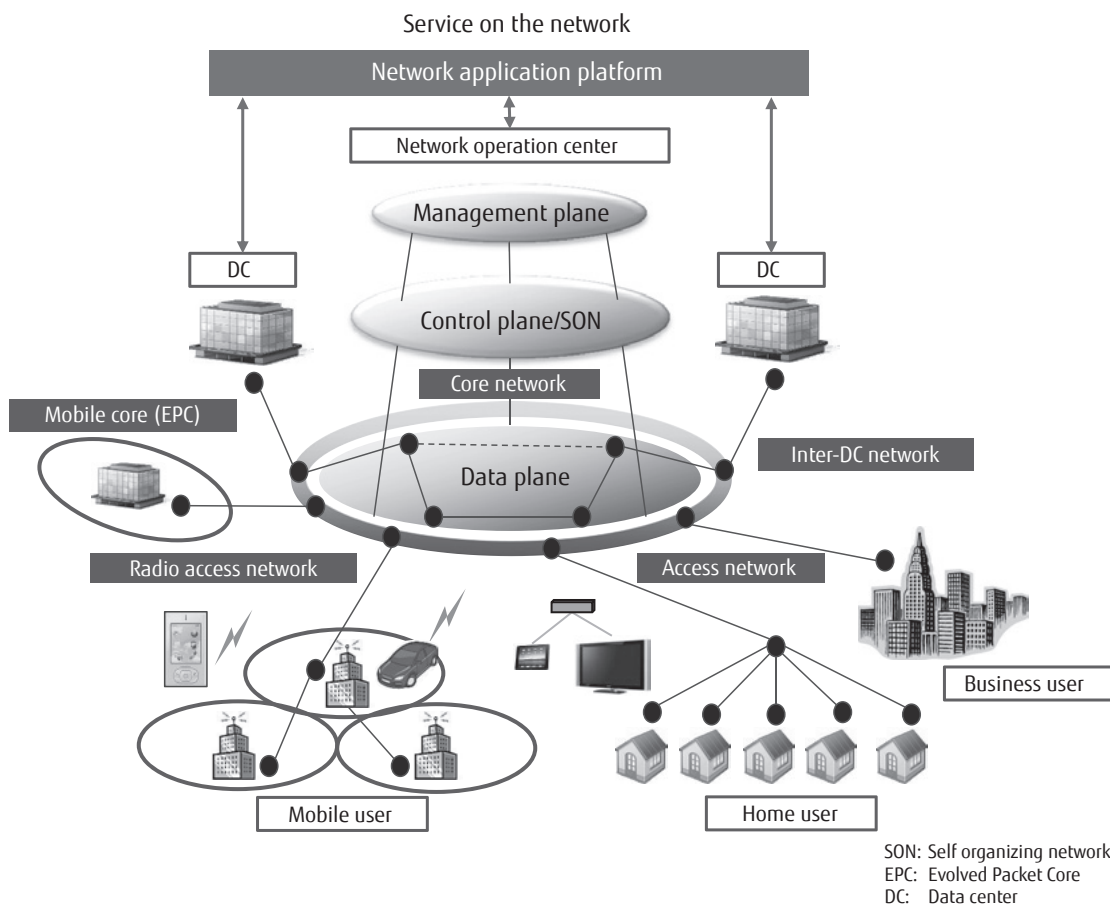 Service on the network
Network application platform
Network operation center
Management plane
DC
DC
Control plane/SON
Core network
Mobile core (EPC)
Inter-DC network
Data plane
Radio access network
Access network
Business user
Mobile user
Home user
SON: Self organizing network
EPC: Evolved Packet Core
DC: Data center